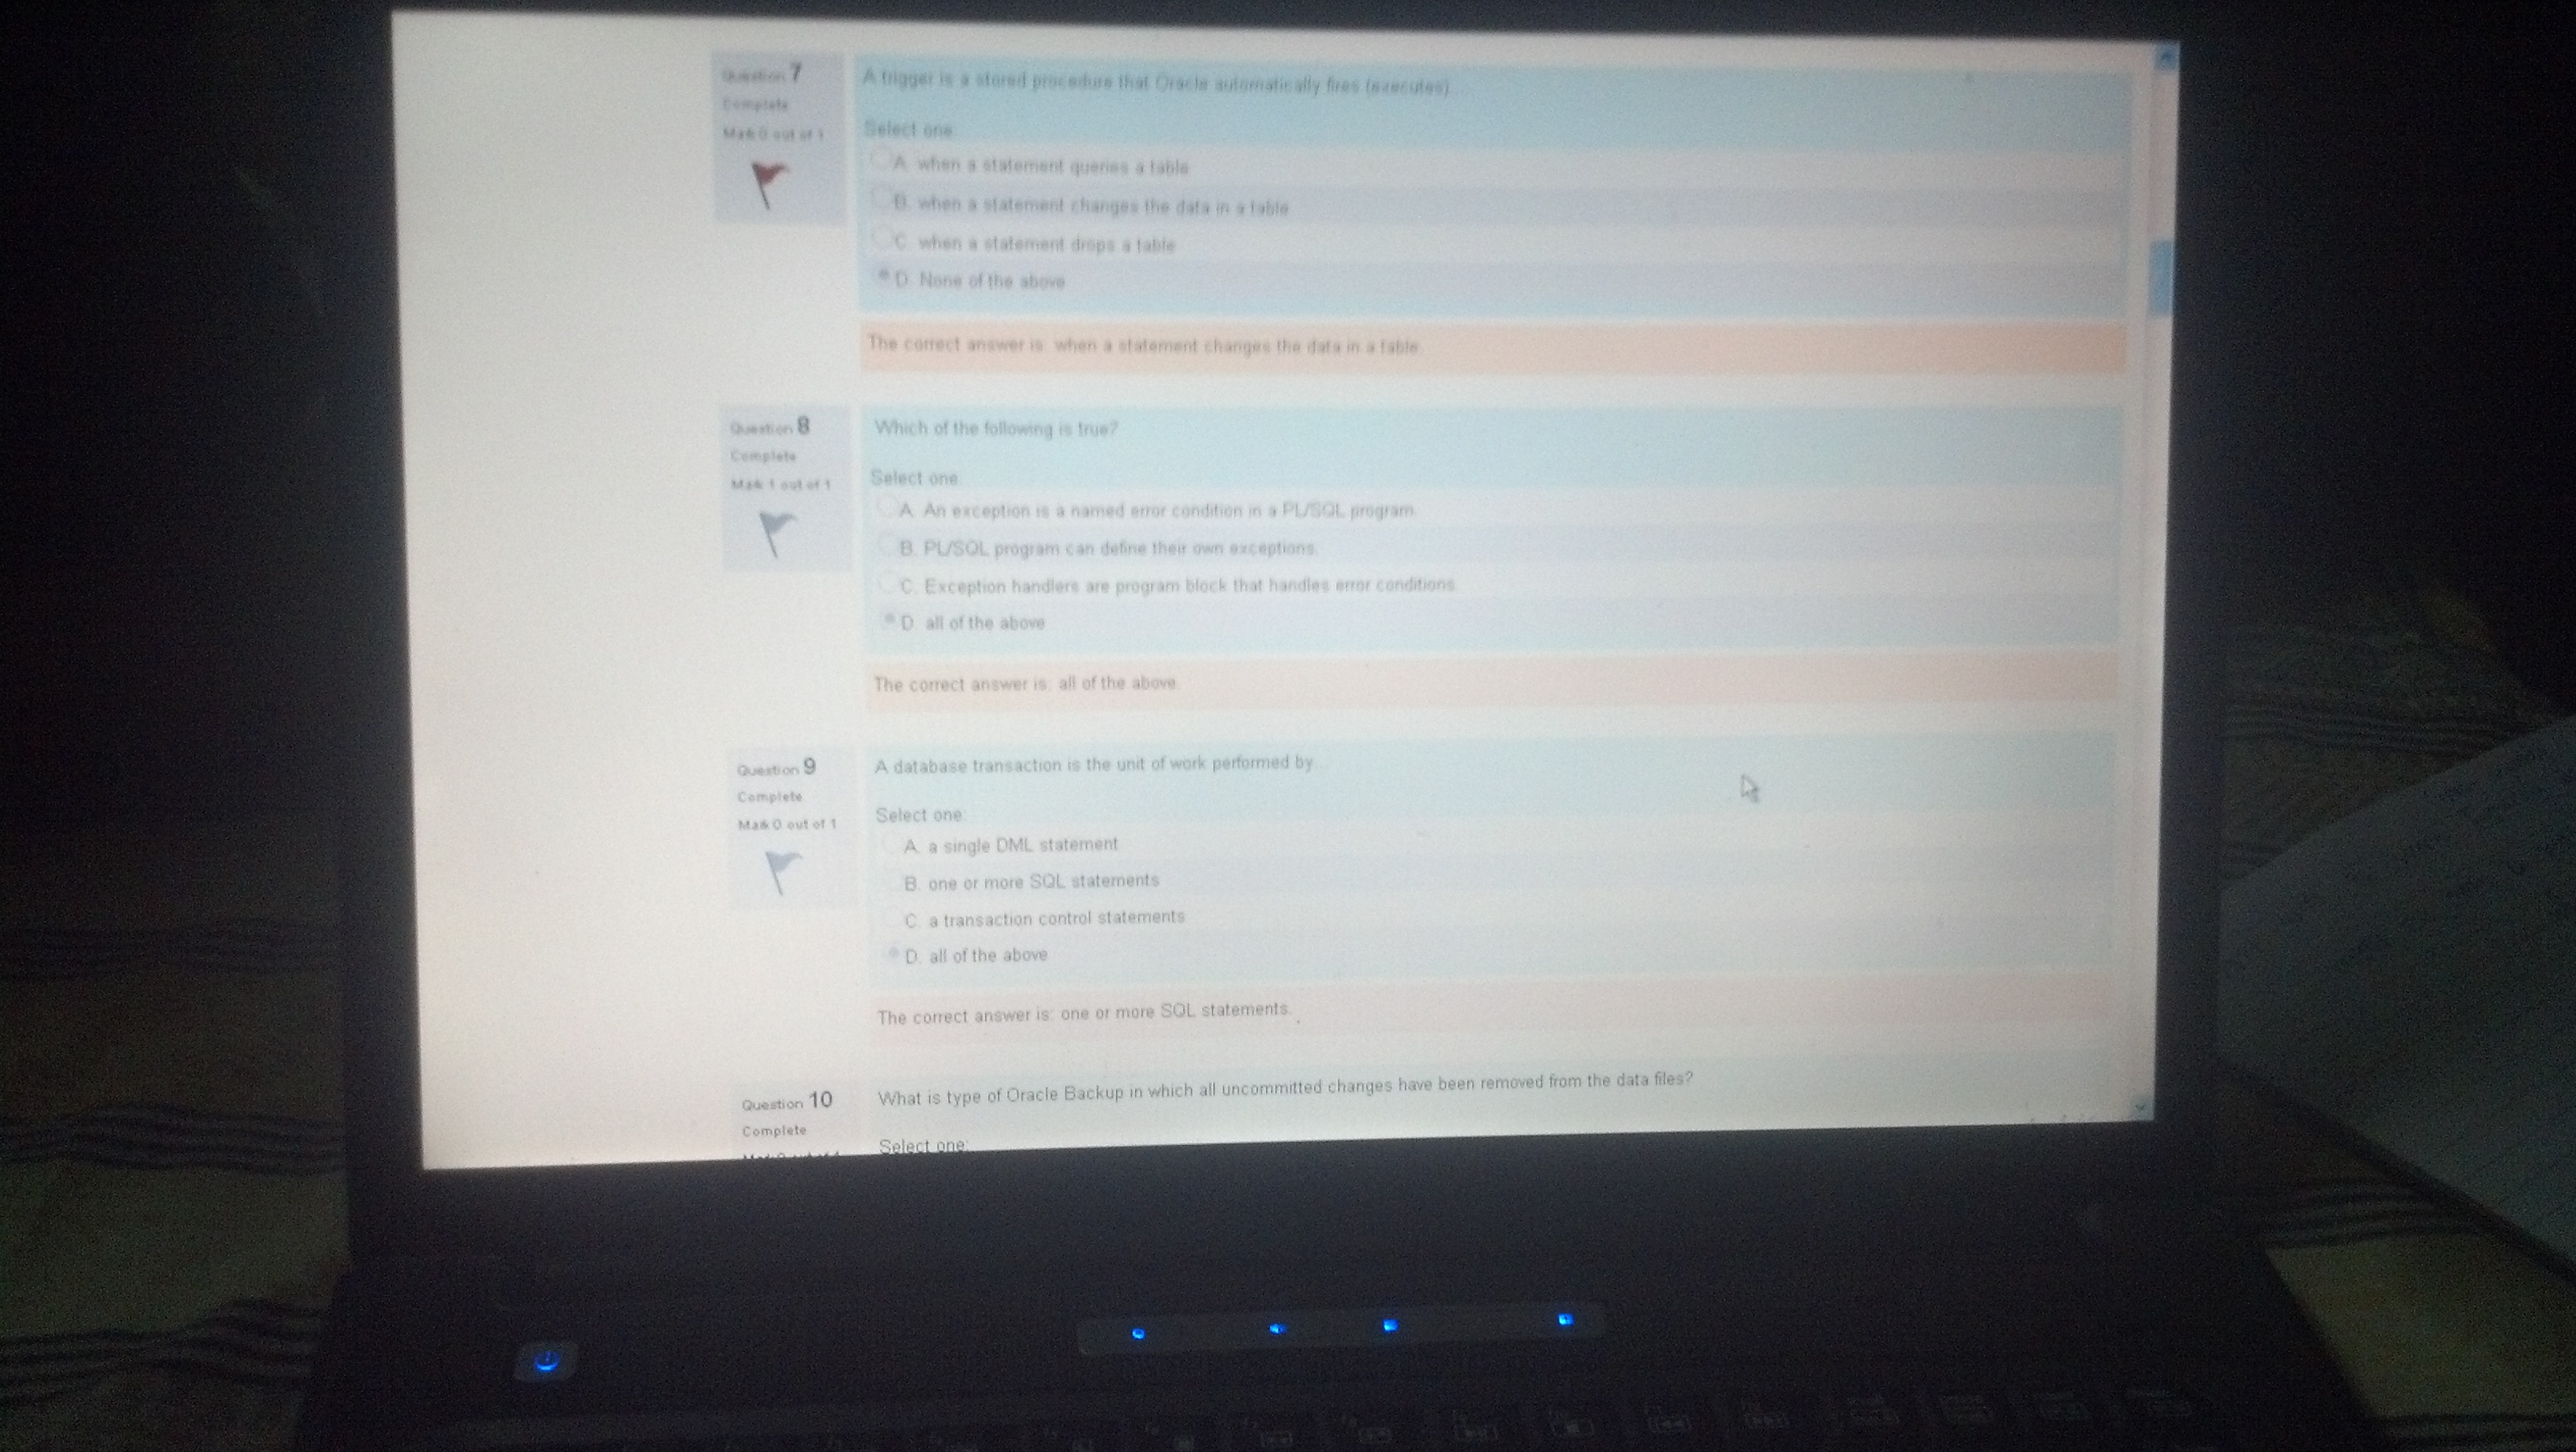 Question 7
Complete
Mark 0 out of 1
A trigger is a stored procedure that Oracle automatically fires (executes)...
Select one:
A. when a statement queries a table
B. when a statement changes the data in a table
C. when a statement drops a table
D. None of the above
The correct answer is: when a statement changes the data in a table.
Question 8
Complete
Mark 1 out of 1
Which of the following is true?
Select one:
A. An exception is a named error condition in a PL/SQL program.
B. PL/SQL program can define their own exceptions.
C. Exception handlers are program block that handles error conditions.
D. all of the above
The correct answer is: all of the above.
Question 9
Complete
Mark 0 out of 1
A database transaction is the unit of work performed by...
Select one:
A. a single DML statement
B. one or more SQL statements
C. a transaction control statements
D. all of the above
The correct answer is: one or more SQL statements.
Question 10
Complete
What is type of Oracle Backup in which all uncommitted changes have been removed from the data files?
Select one: